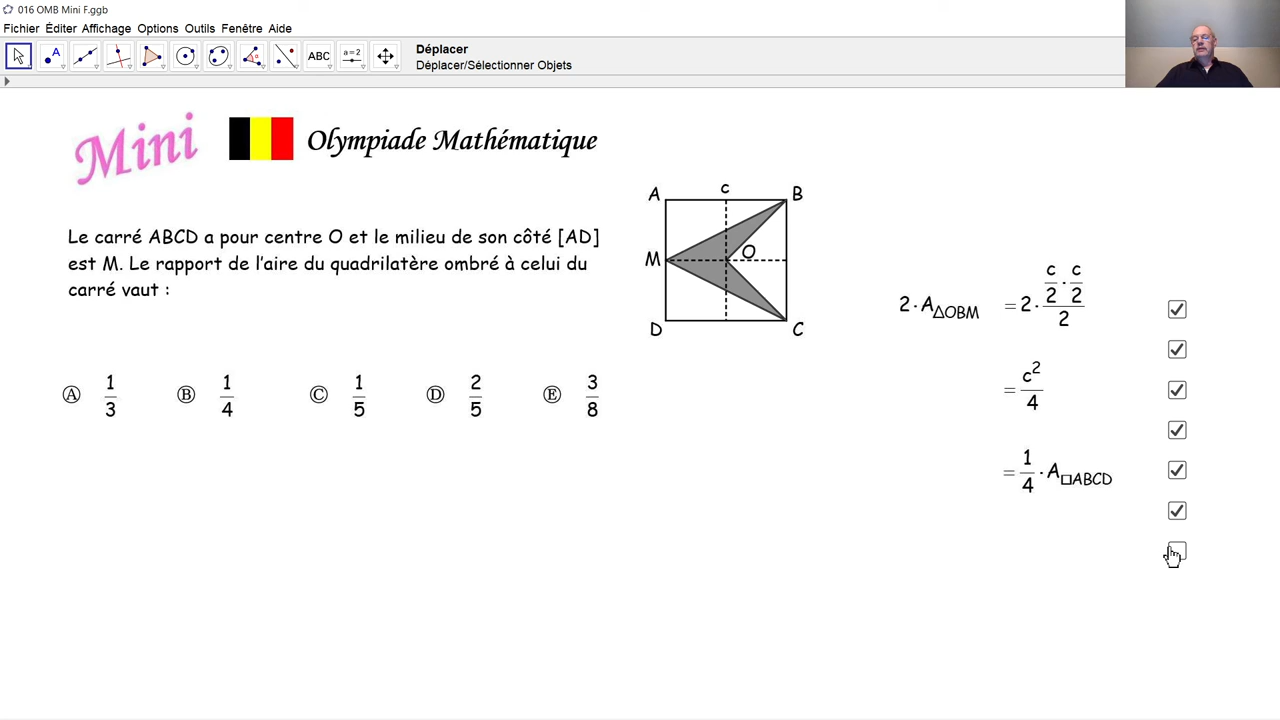 016 OMB Mini F.ggb
Fichier Éditer Affichage Options Outils Fenêtre Aide
A
ABC
a=2
Déplacer
Déplacer/Sélectionner Objets
Mini
Olympiade Mathématique
Le carré ABCD a pour centre O et le milieu de son côté [AD]
est M. Le rapport de l'aire du quadrilatère ombré à celui du
carré vaut :
Ⓐ 1/3 Ⓑ 1/4 Ⓒ 1/5 Ⓓ 2/5 Ⓔ 3/8
A c B
M O
D C
2·A△OBM = 2·(c/2·c/2)/2
= c²/4
= 1/4·A□ABCD